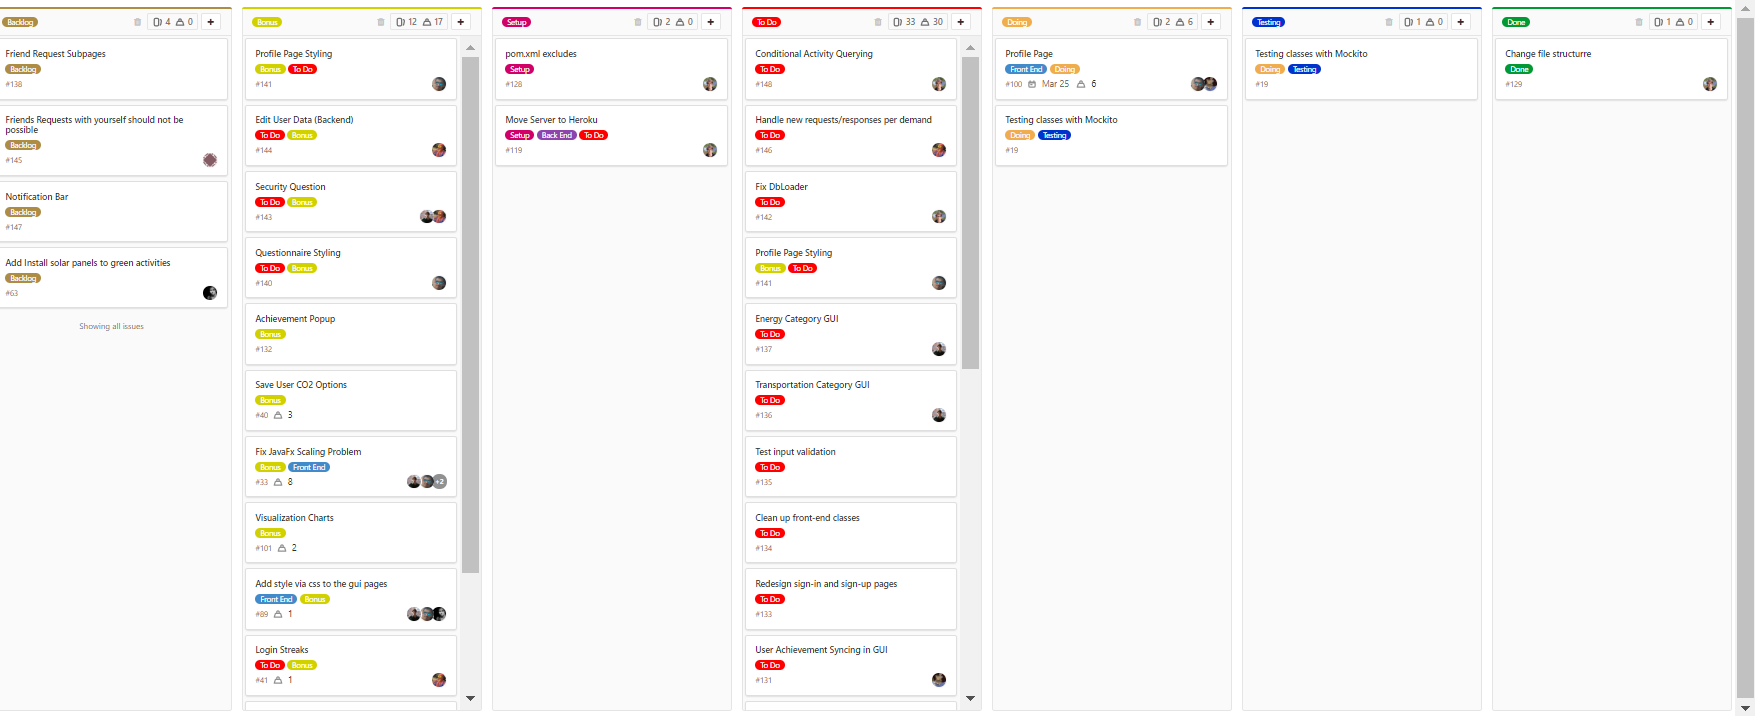 Backlog
4 0
+
Friend Request Subpages
Backlog
#138
Friends Requests with yourself should not be
possible
Backlog
#145
Notification Bar
Backlog
#147
Add Install solar panels to green activities
Backlog
#63
Showing all issues
Bonus
12 17
+
Profile Page Styling
Bonus To Do
#141
Edit User Data (Backend)
To Do Bonus
#144
Security Question
To Do Bonus
#143
Questionnaire Styling
To Do Bonus
#140
Achievement Popup
Bonus
#132
Save User CO2 Options
Bonus
#40 3
Fix JavaFx Scaling Problem
Bonus Front End
#33 8 +2
Visualization Charts
Bonus
#101 2
Add style via css to the gui pages
Front End Bonus
#89 1
Login Streaks
To Do Bonus
#41 1
Setup
2 0
+
pom.xml excludes
Setup
#128
Move Server to Heroku
Setup Back End To Do
#119
To Do
33 30
+
Conditional Activity Querying
To Do
#148
Handle new requests/responses per demand
To Do
#146
Fix DbLoader
To Do
#142
Profile Page Styling
Bonus To Do
#141
Energy Category GUI
To Do
#137
Transportation Category GUI
To Do
#136
Test input validation
To Do
#135
Clean up front-end classes
To Do
#134
Redesign sign-in and sign-up pages
To Do
#133
User Achievement Syncing in GUI
To Do
#131
Doing
2 6
+
Profile Page
Front End Doing
#100 Mar 25 6
Testing classes with Mockito
Doing Testing
#19
Testing
1 0
+
Testing classes with Mockito
Doing Testing
#19
Done
1 0
+
Change file structurre
Done
#129